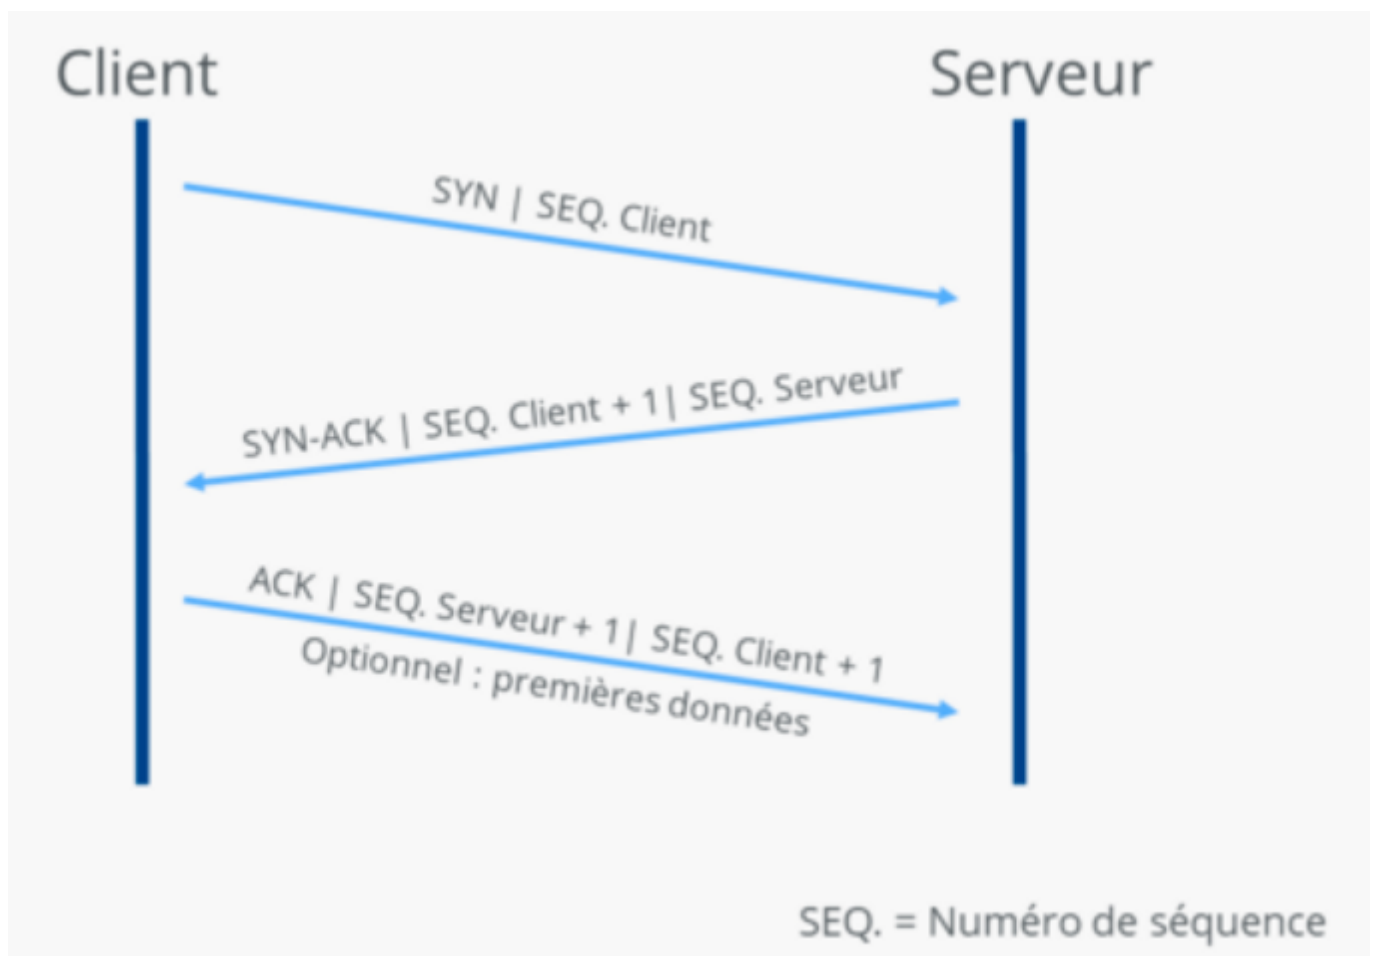 Client
Serveur
SYN | SEQ. Client
SYN-ACK | SEQ. Client + 1| SEQ. Serveur
ACK | SEQ. Serveur + 1| SEQ. Client + 1
Optionnel : premières données
SEQ. = Numéro de séquence